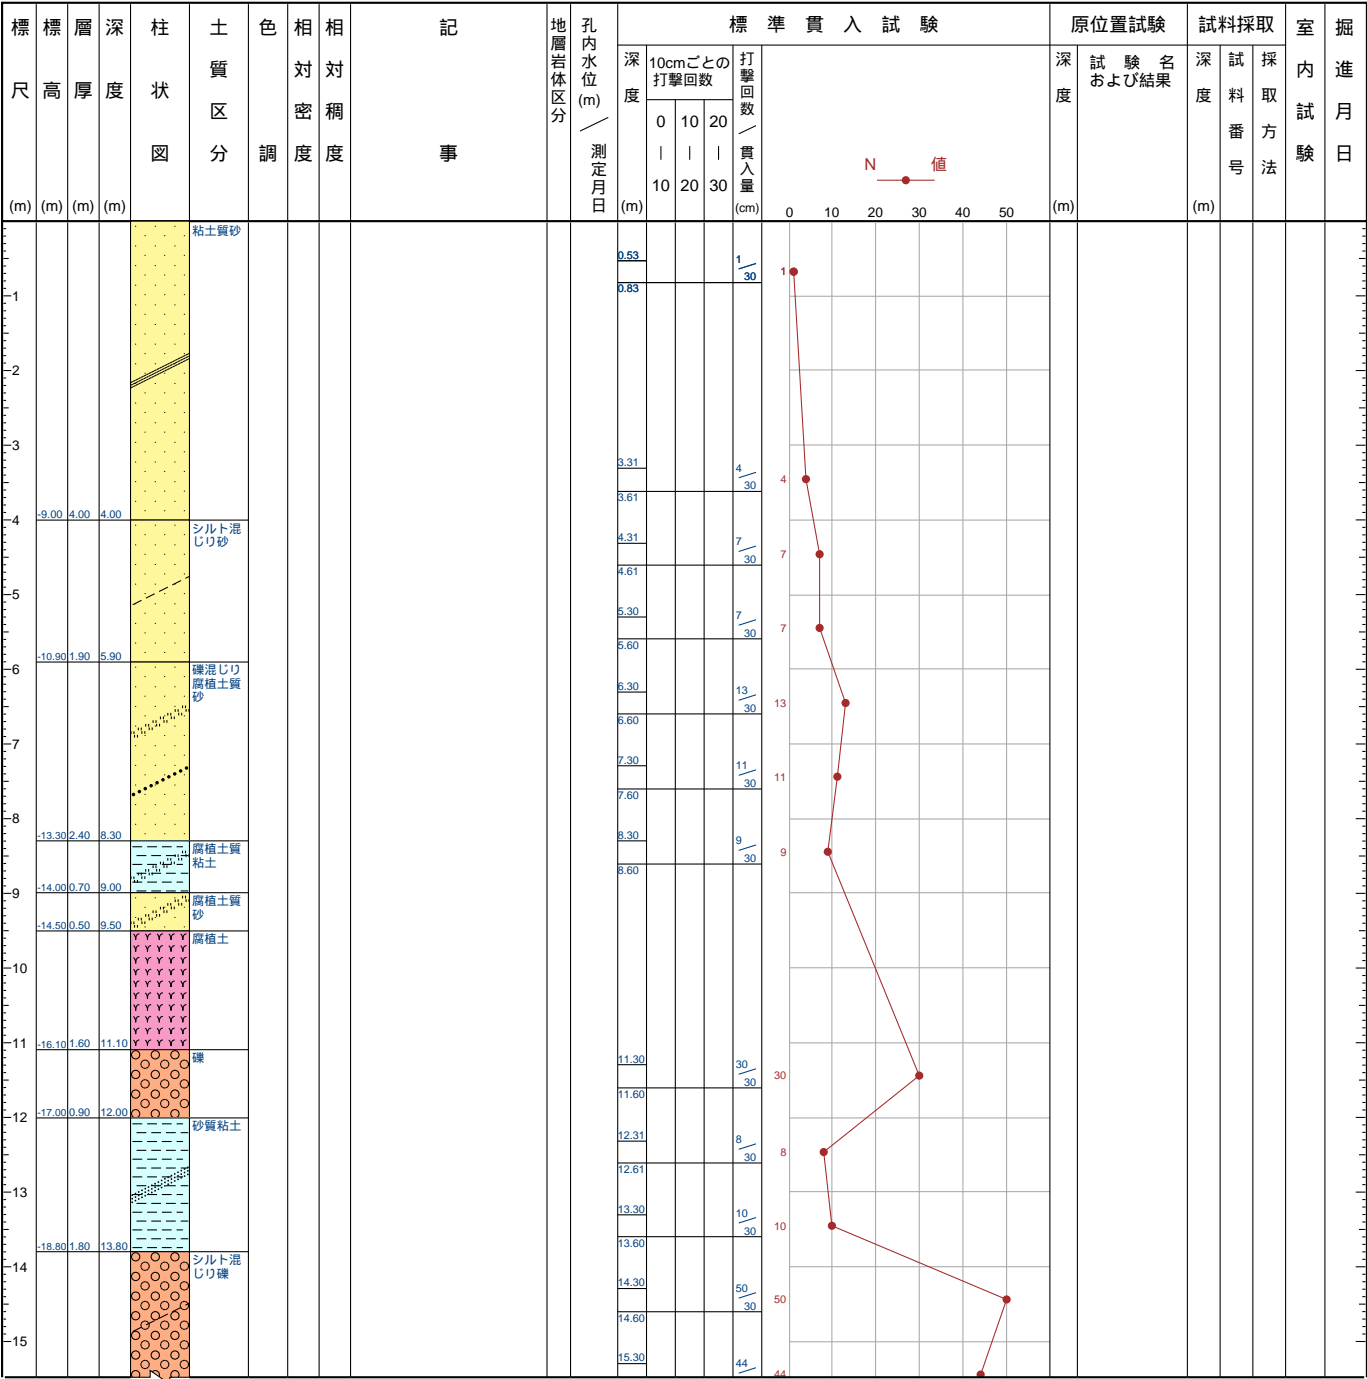 標尺
(m)
標高
(m)
層厚
(m)
深度
(m)
柱状図
土質区分
色調
相対密度
相対稠度
記事
地層岩体区分
孔内水位(m)/測定月日
標準貫入試験
深度
(m)
10cmごとの
打撃回数
0 10 20
| | |
10 20 30
打撃回数/貫入量
(cm)
N 値
0 10 20 30 40 50
原位置試験
深度
(m)
試験名
および結果
試料採取
深度
(m)
試料番号
採取方法
室内試験
掘進月日
粘土質砂
0.53 1/30 1
0.83
1
2
3
3.31 4/30 4
3.61
4
-9.00 4.00 4.00
シルト混
じり砂
4.31 7/30 7
4.61
5
5.30 7/30 7
5.60
-10.90 1.90 5.90
6
礫混じり
腐植土質
砂
6.30 13/30 13
6.60
7
7.30 11/30 11
7.60
8
-13.30 2.40 8.30
8.30 9/30 9
腐植土質
粘土
8.60
-14.00 0.70 9.00
9
腐植土質
砂
-14.50 0.50 9.50
腐植土
10
11
-16.10 1.60 11.10
礫
11.30 30/30 30
11.60
-17.00 0.90 12.00
12
砂質粘土
12.31 8/30 8
12.61
13
13.30 10/30 10
13.60
-18.80 1.80 13.80
シルト混
じり礫
14
14.30 50/30 50
14.60
15
15.30 44 44